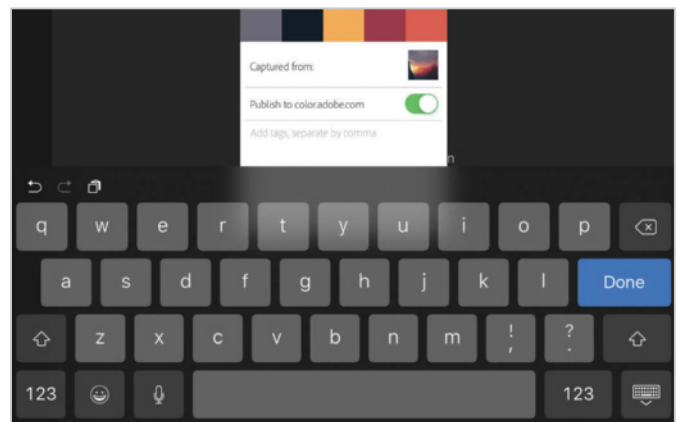 Captured from:
Publish to color.adobe.com
Add tags, separate by comma
n
q w e r t y u i o p
a s d f g h j k l Done
z x c v b n m ! , ? .
123 123